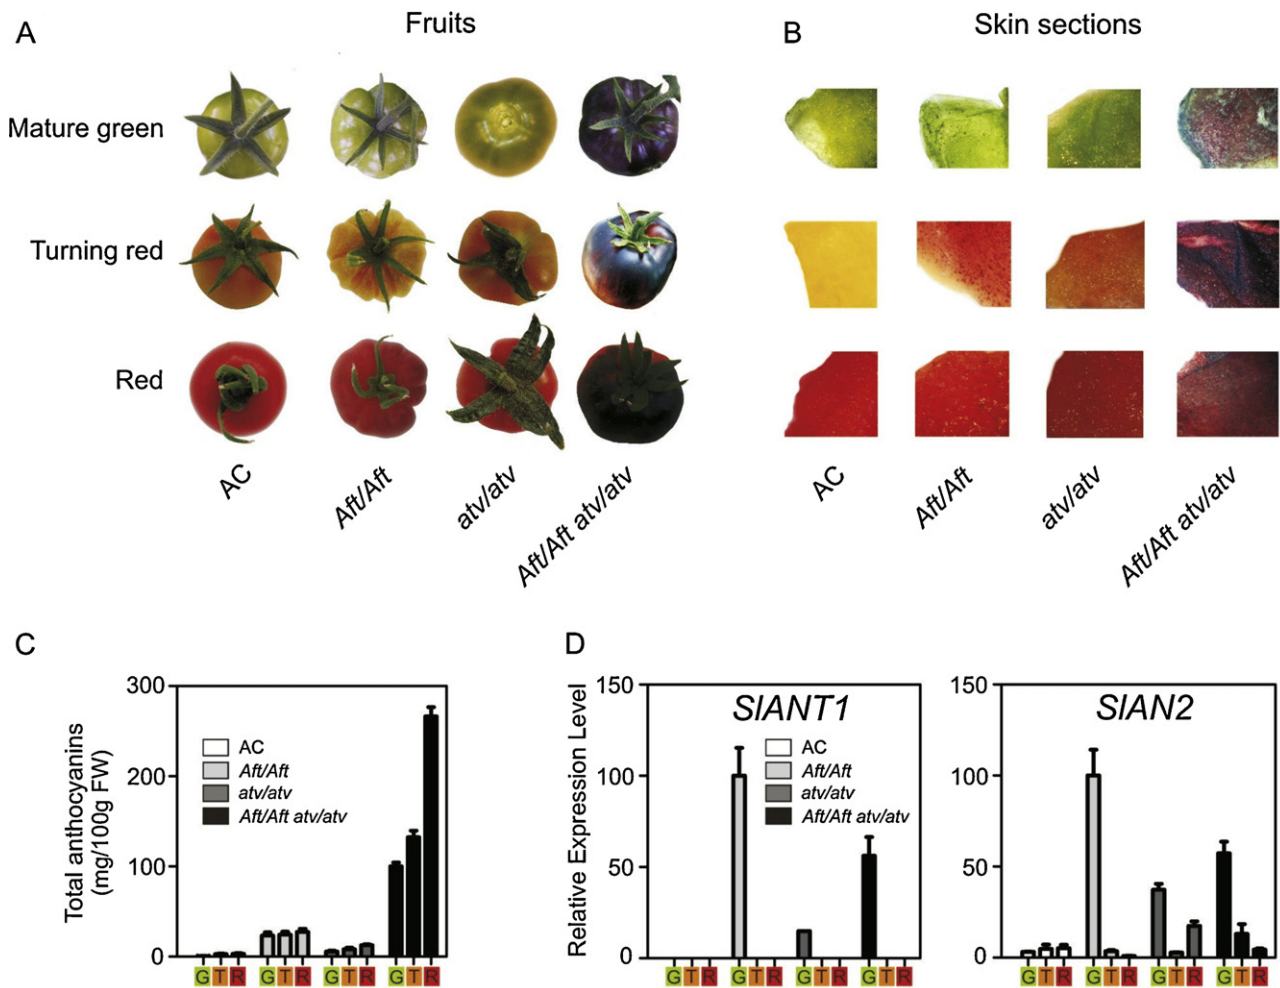 A
Fruits
B
Skin sections
Mature green
Turning red
Red
AC
Aft/Aft
atv/atv
Aft/Aft atv/atv
AC
Aft/Aft
atv/atv
Aft/Aft atv/atv
C
Total anthocyanins
(mg/100g FW)
300
200
100
0
AC
Aft/Aft
atv/atv
Aft/Aft atv/atv
G T R G T R G T R G T R
D
Relative Expression Level
150
100
50
0
SlANT1
AC
Aft/Aft
atv/atv
Aft/Aft atv/atv
G T R G T R G T R G T R
150
100
50
0
SlAN2
G T R G T R G T R G T R